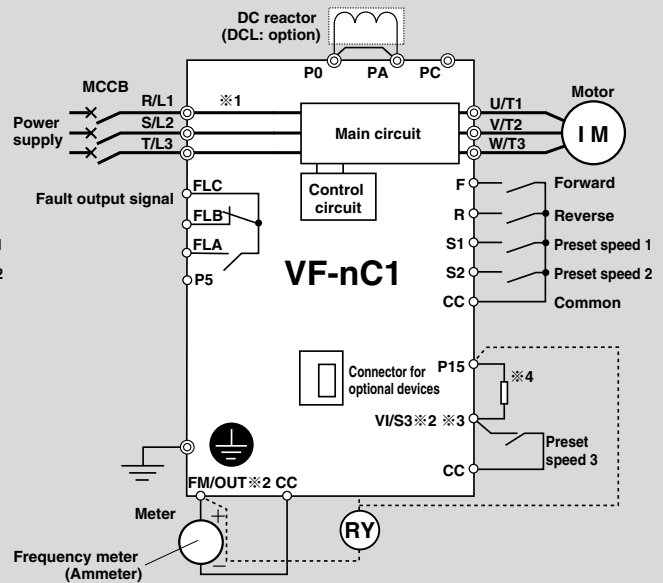 DC reactor
(DCL: option)
P0 PA PC
MCCB
R/L1 ※1
Power
supply
S/L2
T/L3
Main circuit
U/T1
V/T2
W/T3
Motor
I M
Control
circuit
Fault output signal
FLC
FLB
FLA
P5
VF-nC1
F Forward
R Reverse
S1 Preset speed 1
S2 Preset speed 2
CC Common
1
2
Connector for
optional devices
P15
※4
VI/S3※2 ※3
Preset
speed 3
CC
FM/OUT※2 CC
Meter
+
−
RY
Frequency meter
(Ammeter)